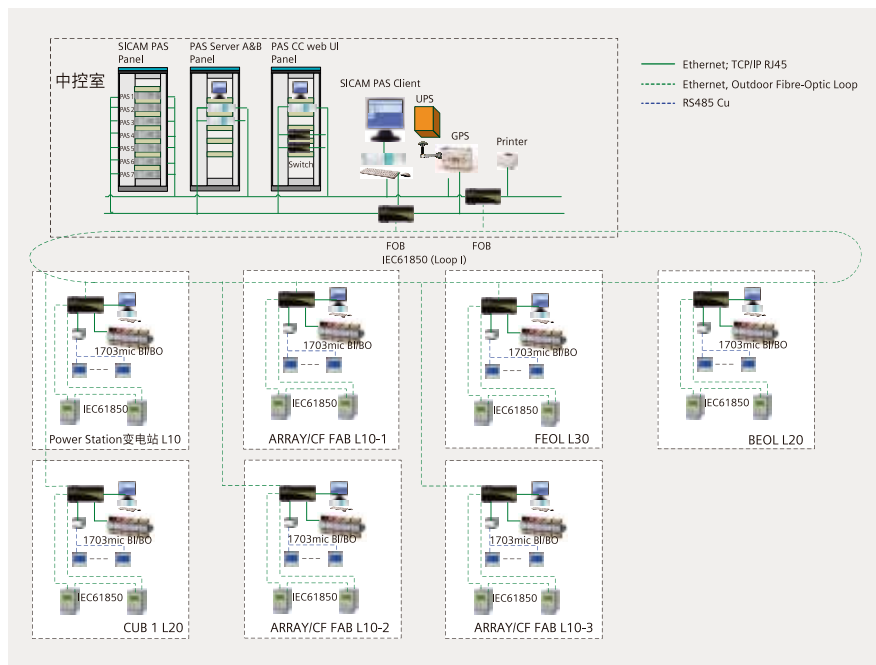 SICAM PAS
Panel
PAS Server A&B
Panel
PAS CC web UI
Panel
中控室
PAS 1
PAS 2
PAS 3
PAS 4
PAS 5
PAS 6
PAS 7
Switch
SICAM PAS Client
UPS
GPS
Printer
Ethernet; TCP/IP RJ45
Ethernet, Outdoor Fibre-Optic Loop
RS485 Cu
FOB
FOB
IEC61850 (Loop I)
1703mic BI/BO
IEC61850
Power Station变电站 L10
1703mic BI/BO
IEC61850
ARRAY/CF FAB L10-1
1703mic BI/BO
IEC61850
FEOL L30
1703mic BI/BO
IEC61850
BEOL L20
1703mic BI/BO
IEC61850
CUB 1 L20
1703mic BI/BO
IEC61850
ARRAY/CF FAB L10-2
1703mic BI/BO
IEC61850
ARRAY/CF FAB L10-3